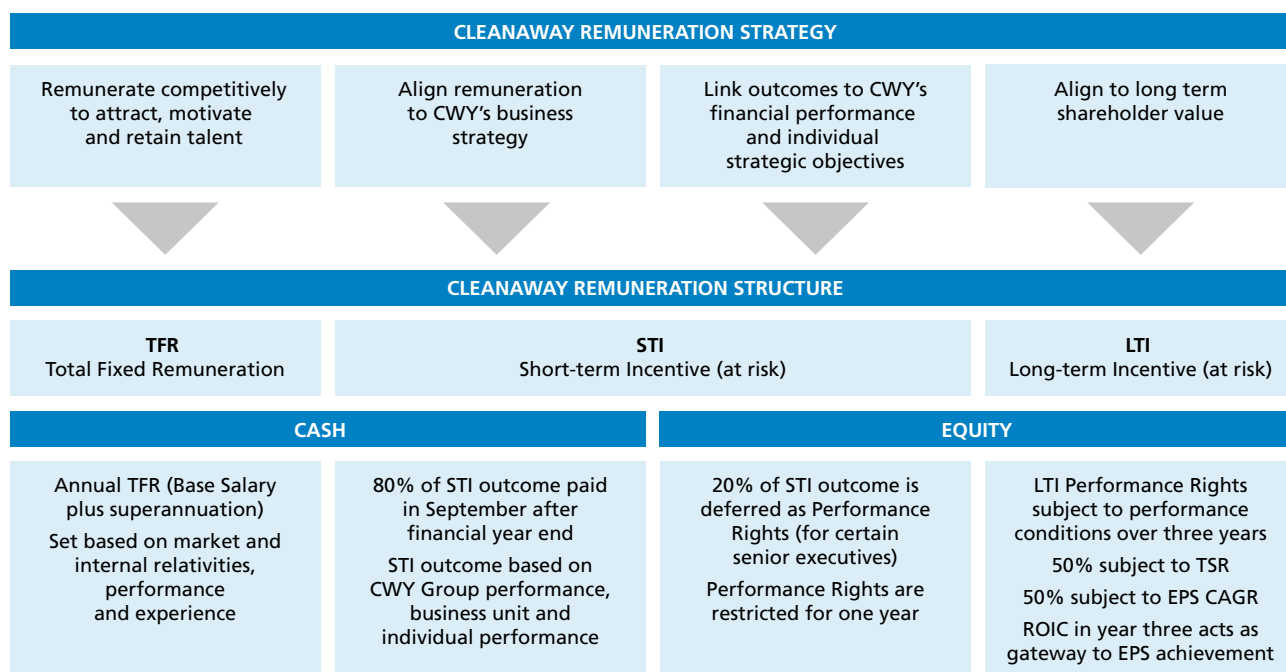 CLEANAWAY REMUNERATION STRATEGY
Remunerate competitively
to attract, motivate
and retain talent
Align remuneration
to CWY's business
strategy
Link outcomes to CWY's
financial performance
and individual
strategic objectives
Align to long term
shareholder value
CLEANAWAY REMUNERATION STRUCTURE
TFR
Total Fixed Remuneration
STI
Short-term Incentive (at risk)
LTI
Long-term Incentive (at risk)
CASH
EQUITY
Annual TFR (Base Salary
plus superannuation)
Set based on market and
internal relativities,
performance
and experience
80% of STI outcome paid
in September after
financial year end
STI outcome based on
CWY Group performance,
business unit and
individual performance
20% of STI outcome is
deferred as Performance
Rights (for certain
senior executives)
Performance Rights are
restricted for one year
LTI Performance Rights
subject to performance
conditions over three years
50% subject to TSR
50% subject to EPS CAGR
ROIC in year three acts as
gateway to EPS achievement